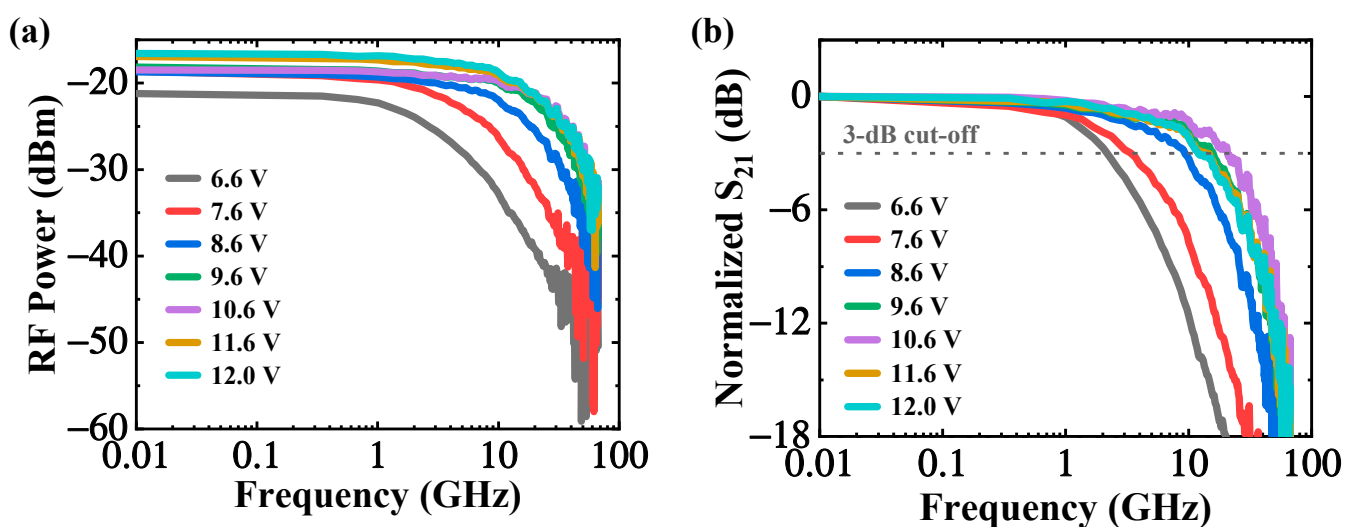 (a)
RF Power (dBm)
−20
−30
−40
−50
−60
6.6 V
7.6 V
8.6 V
9.6 V
10.6 V
11.6 V
12.0 V
0.01 0.1 1 10 100
Frequency (GHz)
(b)
Normalized S21 (dB)
0
−6
−12
−18
3-dB cut-off
6.6 V
7.6 V
8.6 V
9.6 V
10.6 V
11.6 V
12.0 V
0.01 0.1 1 10 100
Frequency (GHz)